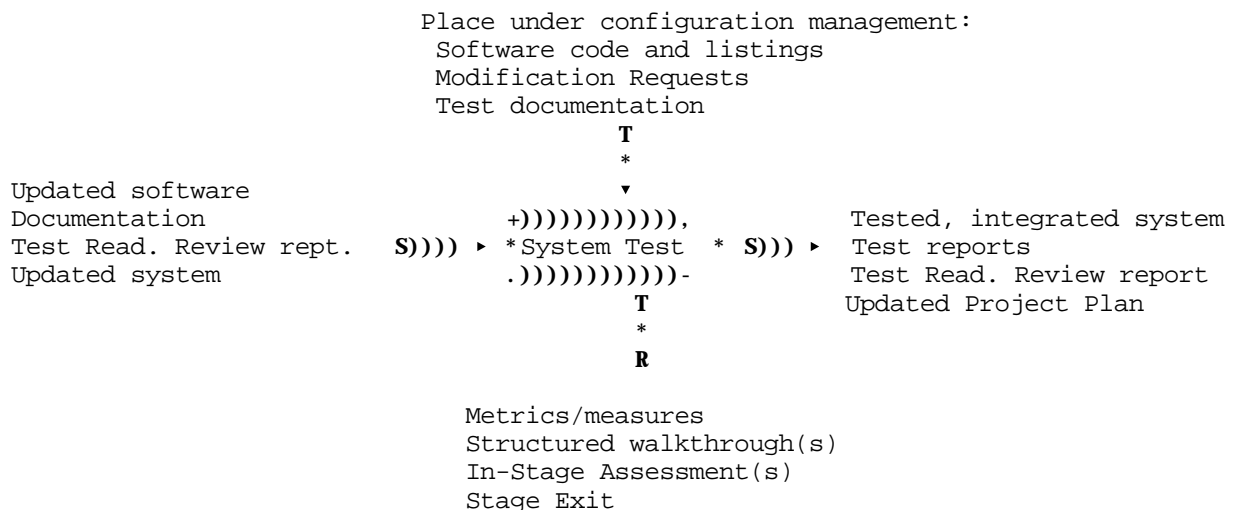 Place under configuration management:
Software code and listings
Modification Requests
Test documentation
T
*
▼
Updated software
Documentation +)))))))))))), Tested, integrated system
Test Read. Review rept. S)))) ► *System Test * S))) ► Test reports
Updated system .))))))))))))- Test Read. Review report
T Updated Project Plan
*
R
Metrics/measures
Structured walkthrough(s)
In-Stage Assessment(s)
Stage Exit